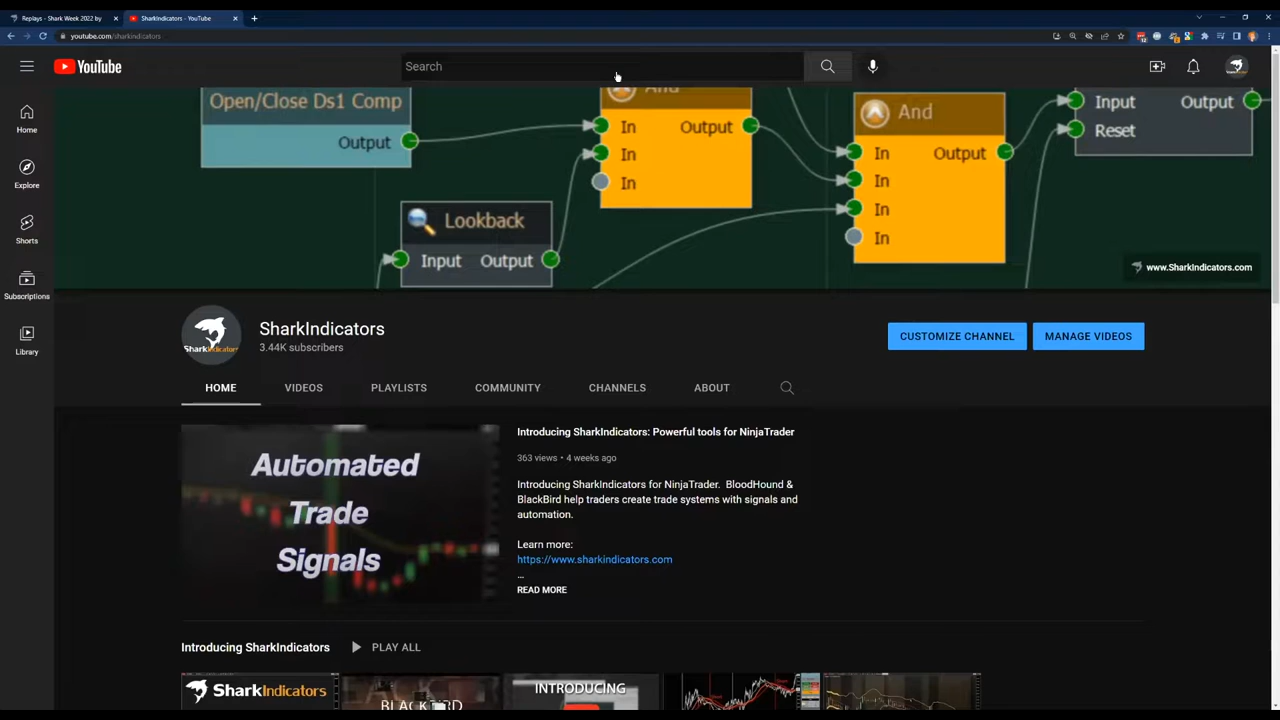 Replays - Shark Week 2022 by
SharkIndicators - YouTube
youtube.com/sharkindicators
YouTube
Search
Open/Close Ds1 Comp
Output
And
In Output
In
In
And
In Output
In
In
In
Input Output
Reset
Lookback
Input Output
www.SharkIndicators.com
Home
Explore
Shorts
Subscriptions
Library
SharkIndicators
SharkIndicators
3.44K subscribers
CUSTOMIZE CHANNEL
MANAGE VIDEOS
HOME VIDEOS PLAYLISTS COMMUNITY CHANNELS ABOUT
Automated
Trade
Signals
Introducing SharkIndicators: Powerful tools for NinjaTrader
363 views • 4 weeks ago
Introducing SharkIndicators for NinjaTrader. BloodHound &
BlackBird help traders create trade systems with signals and
automation.
Learn more:
https://www.sharkindicators.com
...
READ MORE
Introducing SharkIndicators
PLAY ALL
SharkIndicators
INTRODUCING